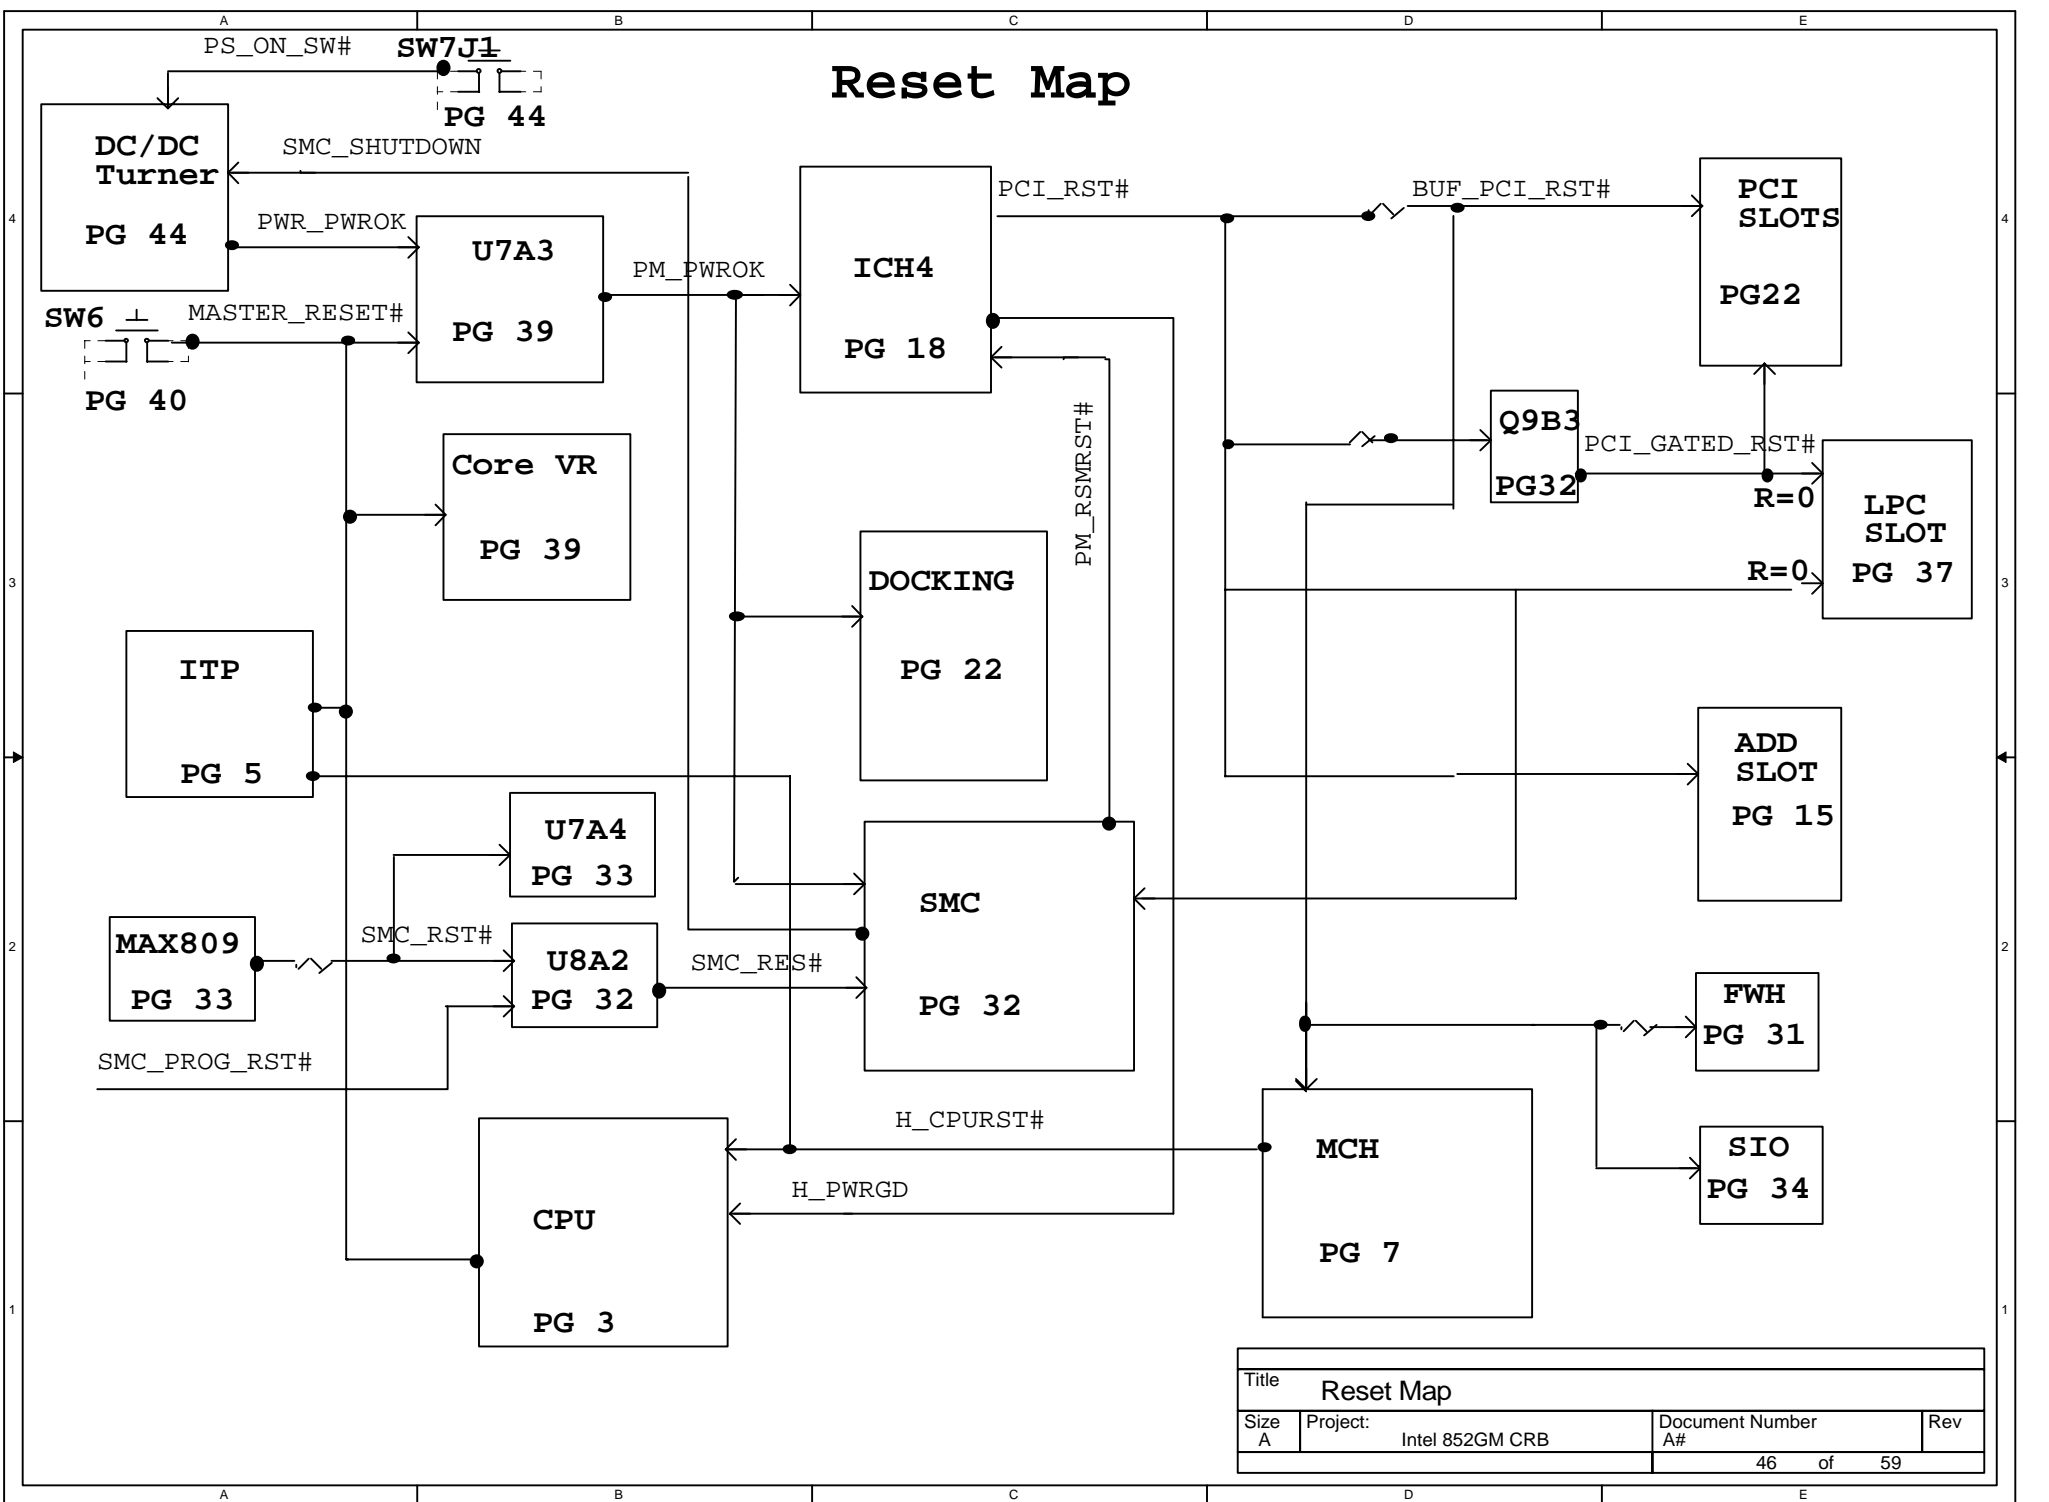 A B C D E
PS_ON_SW#
SW7J1
PG 44
Reset Map
DC/DC
Turner
PG 44
SMC_SHUTDOWN
PWR_PWROK
U7A3
PG 39
PM_PWROK
ICH4
PG 18
PCI_RST#
BUF_PCI_RST#
PCI
SLOTS
PG22
4
4
SW6
MASTER_RESET#
PG 40
Core VR
PG 39
PM_RSMRST#
Q9B3
PG32
PCI_GATED_RST#
R=0
LPC
SLOT
PG 37
R=0
3
3
DOCKING
PG 22
ITP
PG 5
ADD
SLOT
PG 15
U7A4
PG 33
SMC
PG 32
MAX809
PG 33
SMC_RST#
U8A2
PG 32
SMC_RES#
2
2
SMC_PROG_RST#
FWH
PG 31
H_CPURST#
MCH
PG 7
SIO
PG 34
H_PWRGD
CPU
PG 3
1
1
Title
Reset Map
Size
A
Project:
Intel 852GM CRB
Document Number
A#
Rev
46 of 59
A B C D E